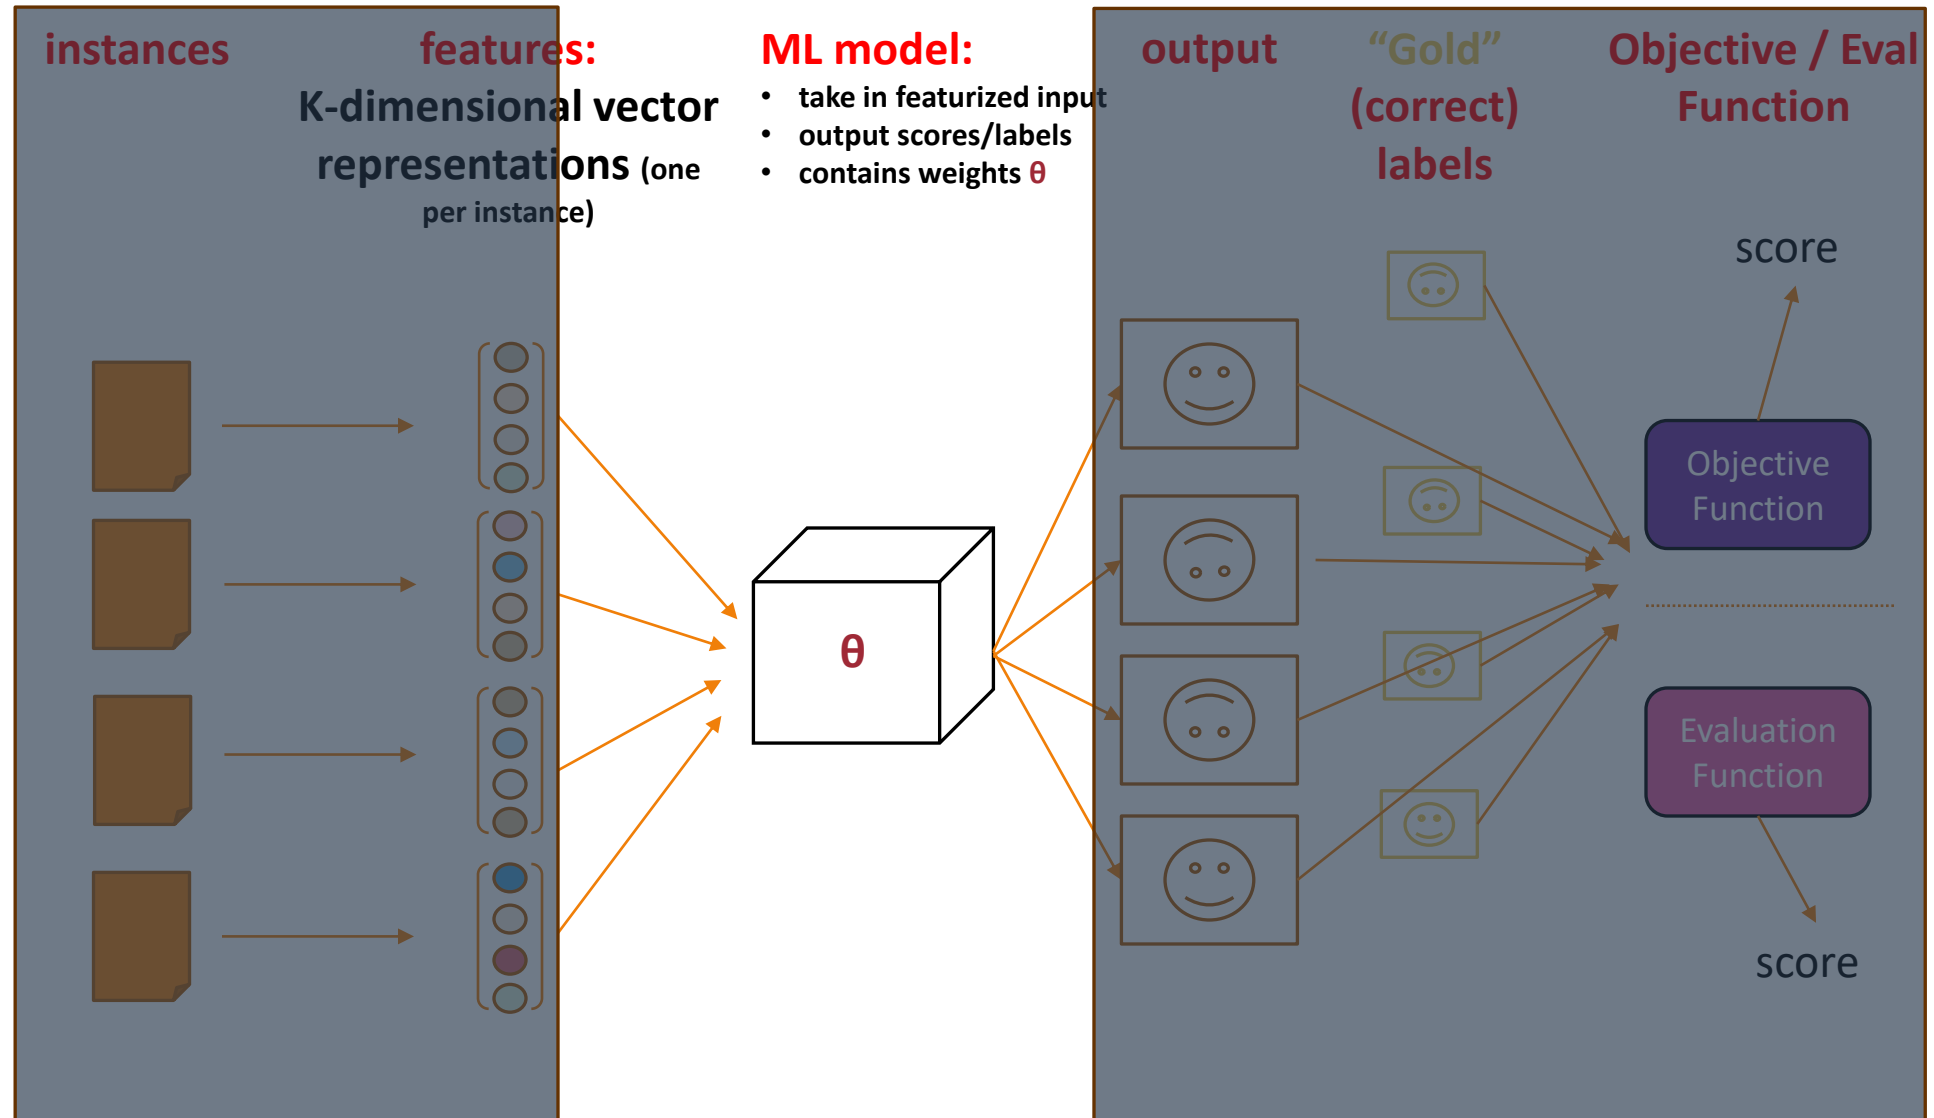 instances
features:
K-dimensional vector
representations (one
per instance)
ML model:
• take in featurized input
• output scores/labels
• contains weights θ
output
“Gold”
(correct)
labels
Objective / Eval
Function
score
Objective
Function
θ
Evaluation
Function
score